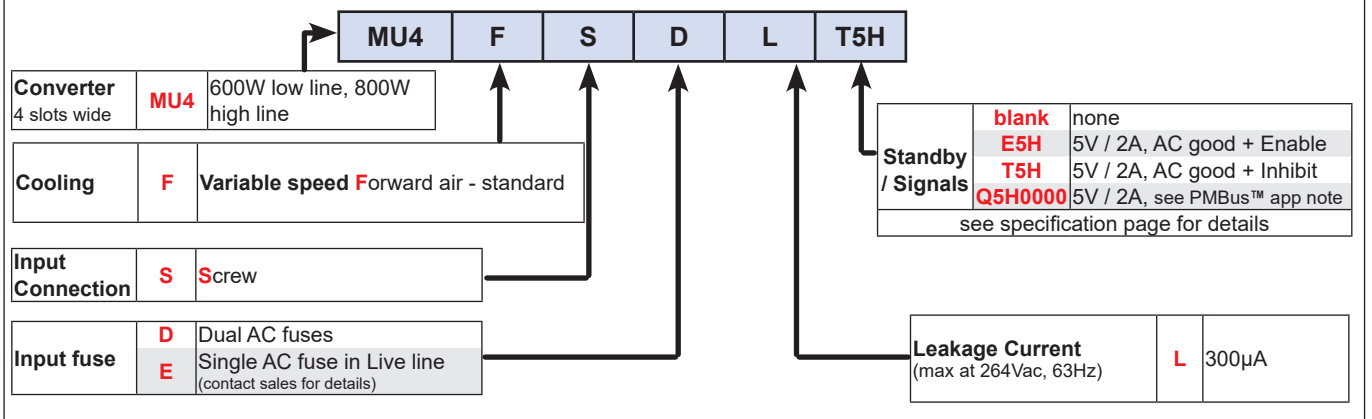 MU4 F S D L T5H
Converter
4 slots wide
MU4
600W low line, 800W
high line
Cooling
F
Variable speed Forward air - standard
Input
Connection
S
Screw
Input fuse
D
Dual AC fuses
E
Single AC fuse in Live line
(contact sales for details)
Standby
/ Signals
blank
none
E5H
5V / 2A, AC good + Enable
T5H
5V / 2A, AC good + Inhibit
Q5H0000
5V / 2A, see PMBus™ app note
see specification page for details
Leakage Current
(max at 264Vac, 63Hz)
L
300µA